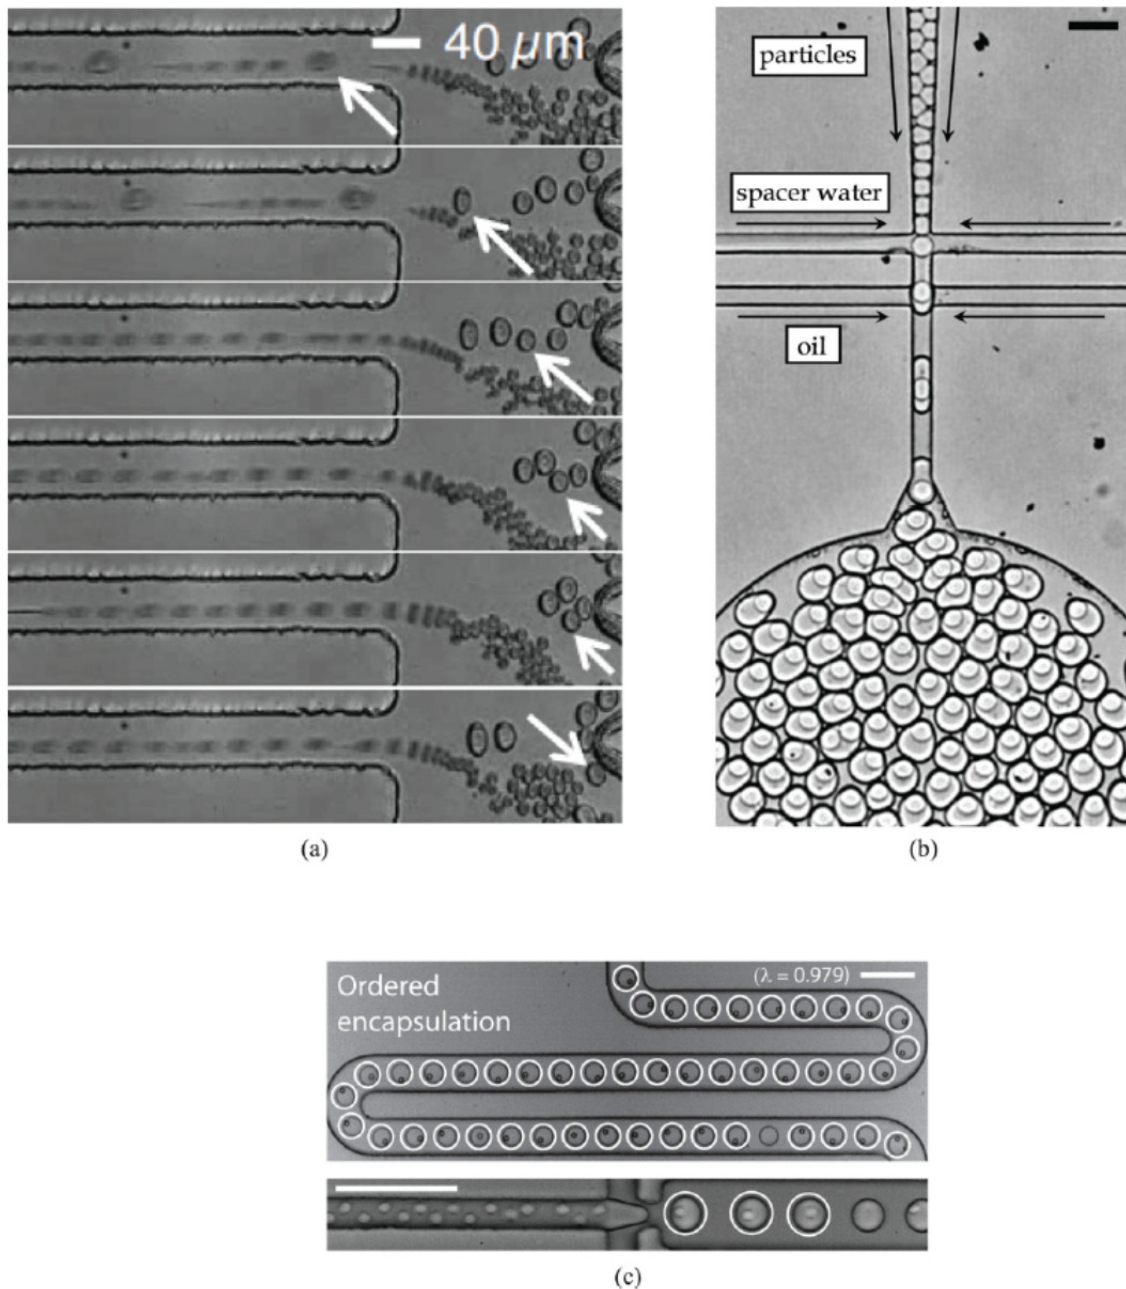 40 μm
particles
spacer water
oil
(a)
(b)
Ordered
encapsulation
(λ = 0.979)
(c)